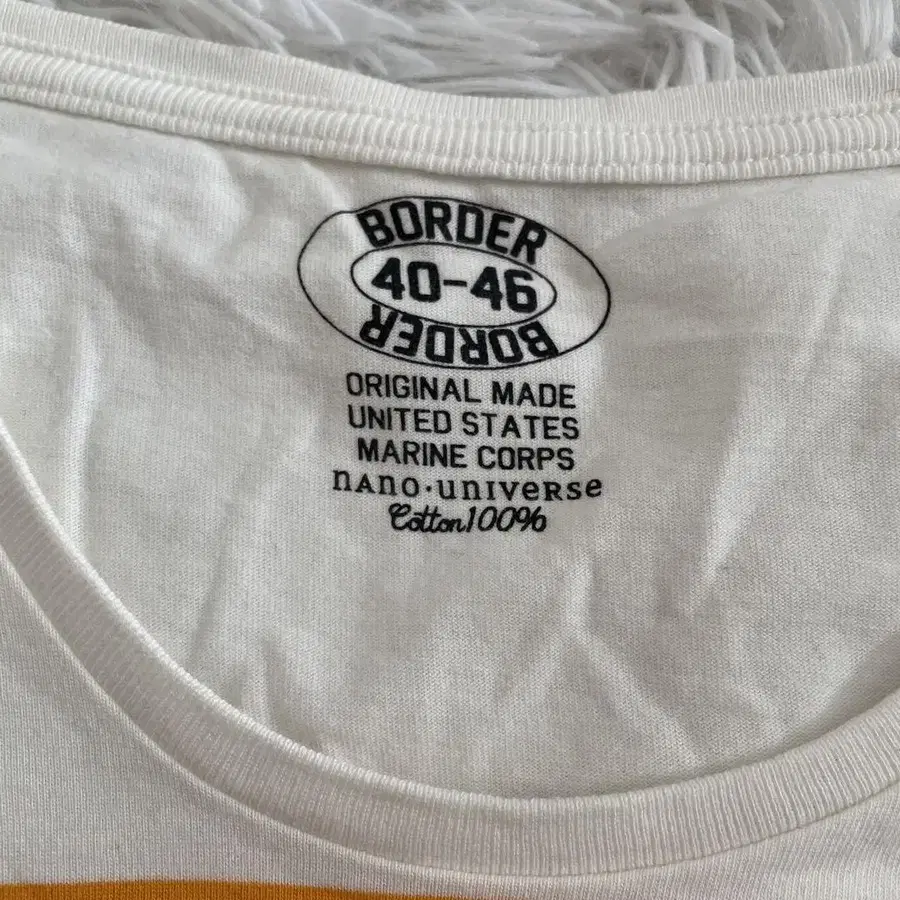 BORDER
40-46
BORDER
ORIGINAL MADE
UNITED STATES
MARINE CORPS
nAno·unIveRse
Cotton100%